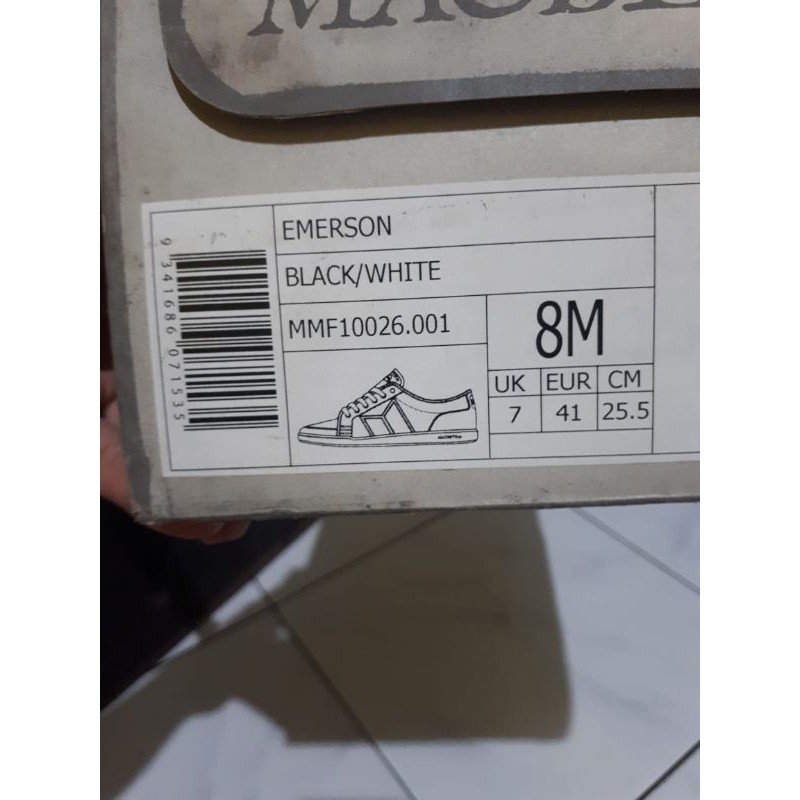 EMERSON
BLACK/WHITE
MMF10026.001
8M
UK EUR CM
7 41 25.5
9 341686 071535